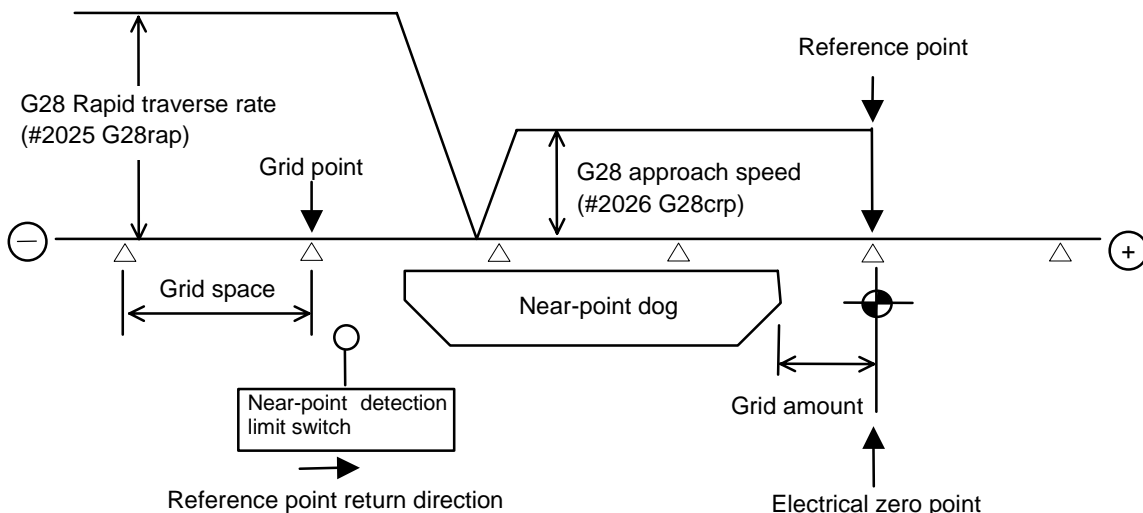 Reference point
G28 Rapid traverse rate
(#2025 G28rap)
Grid point
G28 approach speed
(#2026 G28crp)
−
+
Grid space
Near-point dog
Near-point detection
limit switch
Grid amount
Reference point return direction
Electrical zero point